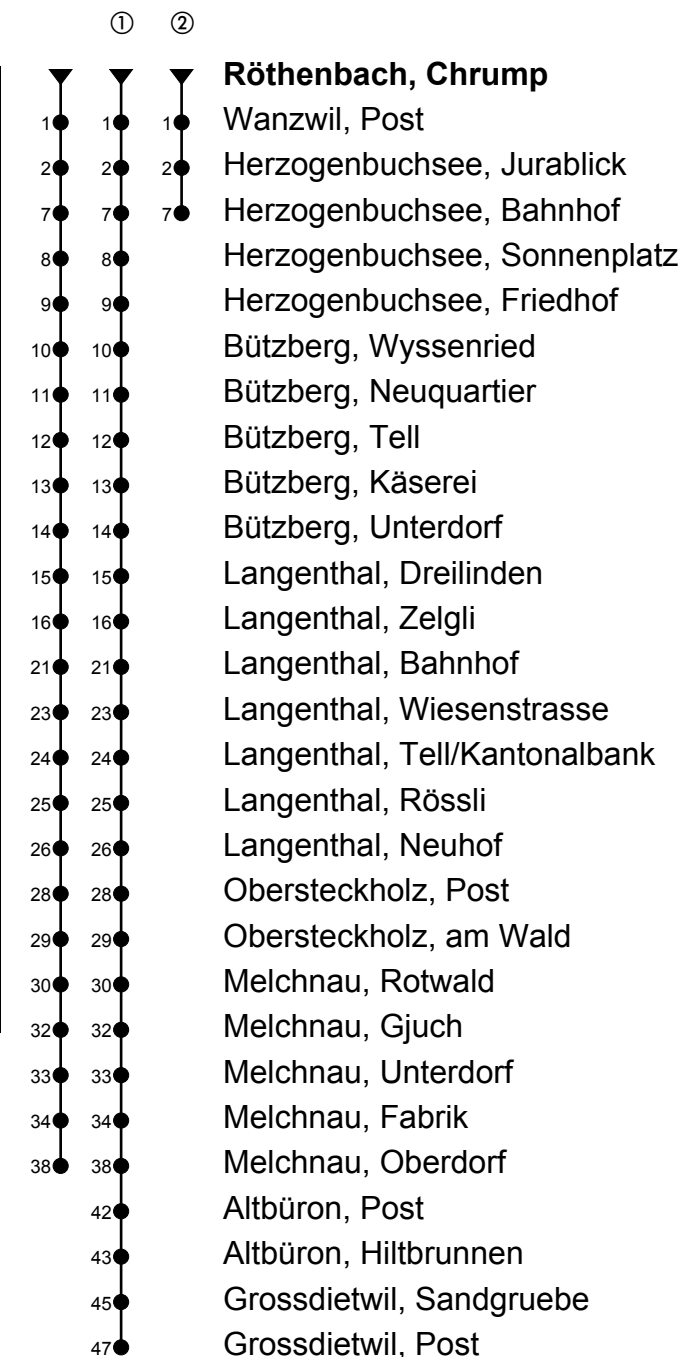 ① ②
Röthenbach, Chrump
1 1 1 Wanzwil, Post
2 2 2 Herzogenbuchsee, Jurablick
7 7 7 Herzogenbuchsee, Bahnhof
8 8 Herzogenbuchsee, Sonnenplatz
9 9 Herzogenbuchsee, Friedhof
10 10 Bützberg, Wyssenried
11 11 Bützberg, Neuquartier
12 12 Bützberg, Tell
13 13 Bützberg, Käserei
14 14 Bützberg, Unterdorf
15 15 Langenthal, Dreilinden
16 16 Langenthal, Zelgli
21 21 Langenthal, Bahnhof
23 23 Langenthal, Wiesenstrasse
24 24 Langenthal, Tell/Kantonalbank
25 25 Langenthal, Rössli
26 26 Langenthal, Neuhof
28 28 Obersteckholz, Post
29 29 Obersteckholz, am Wald
30 30 Melchnau, Rotwald
32 32 Melchnau, Gjuch
33 33 Melchnau, Unterdorf
34 34 Melchnau, Fabrik
38 38 Melchnau, Oberdorf
42 Altbüron, Post
43 Altbüron, Hiltbrunnen
45 Grossdietwil, Sandgruebe
47 Grossdietwil, Post